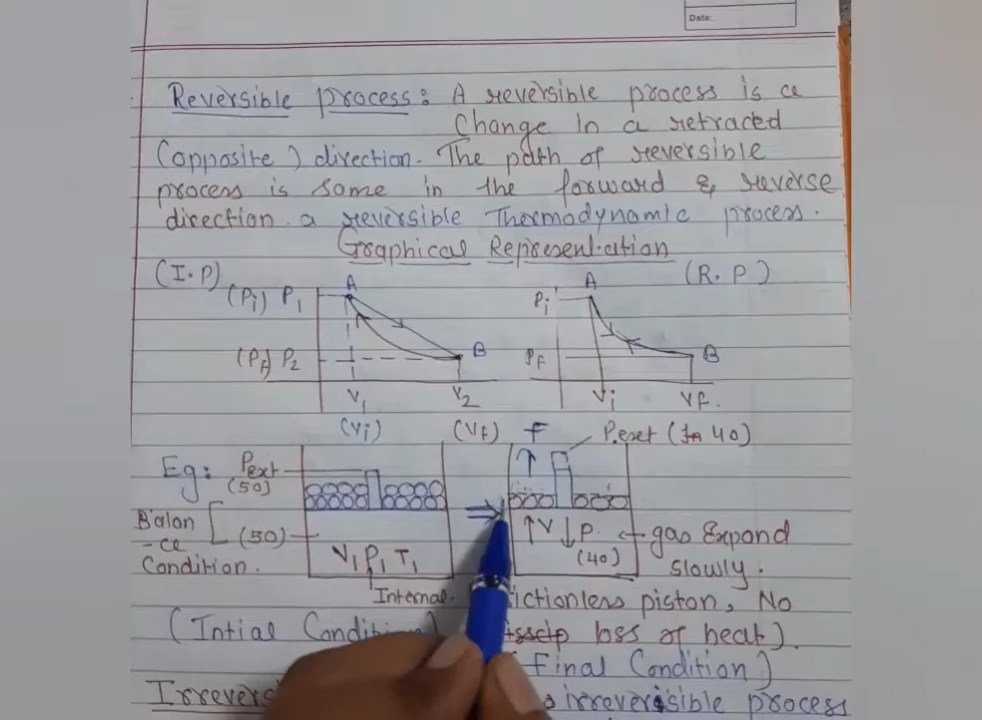 Date:
Reversible process: A reversible process is a
Change in a retraced
(opposite) direction. The path of reversible
process is same in the forward & reverse
direction. a reversible Thermodynamic process.
Graphical Representation
(I.P) (R.P)
(Pi) P1 A Pi A
(Pf) P2 B Pf B
V1 V2 Vi Vf.
(Vi) (Vf) F P.ext (Ja 40)
Eg: Pext
(50)
Balan [ (50) ↑V ↓P. ← gas Expand
-ce
Condition. V1 P1 T1 (40) slowly.
Internal. ictionless piston, No
(Intial loss of heat).
(Final Condition)
Irrevers irreversible process